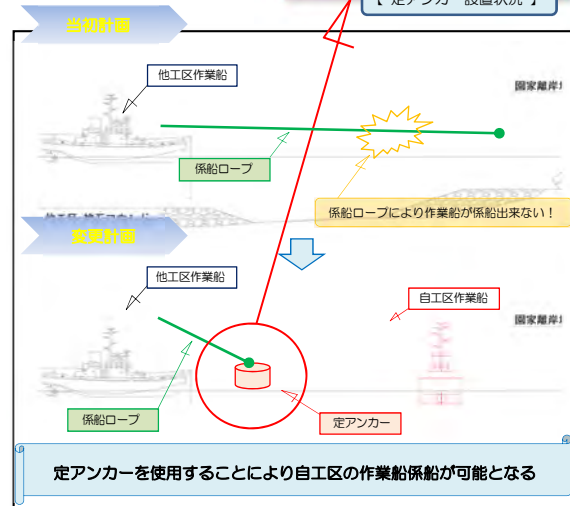 【 定アンカー設置状況 】
当初計画
他工区作業船
園家離岸
係船ロープ
係船ロープにより作業船が係船出来ない！
変更計画
他工区作業船
自工区作業船
園家離岸
係船ロープ
定アンカー
定アンカーを使用することにより自工区の作業船係船が可能となる